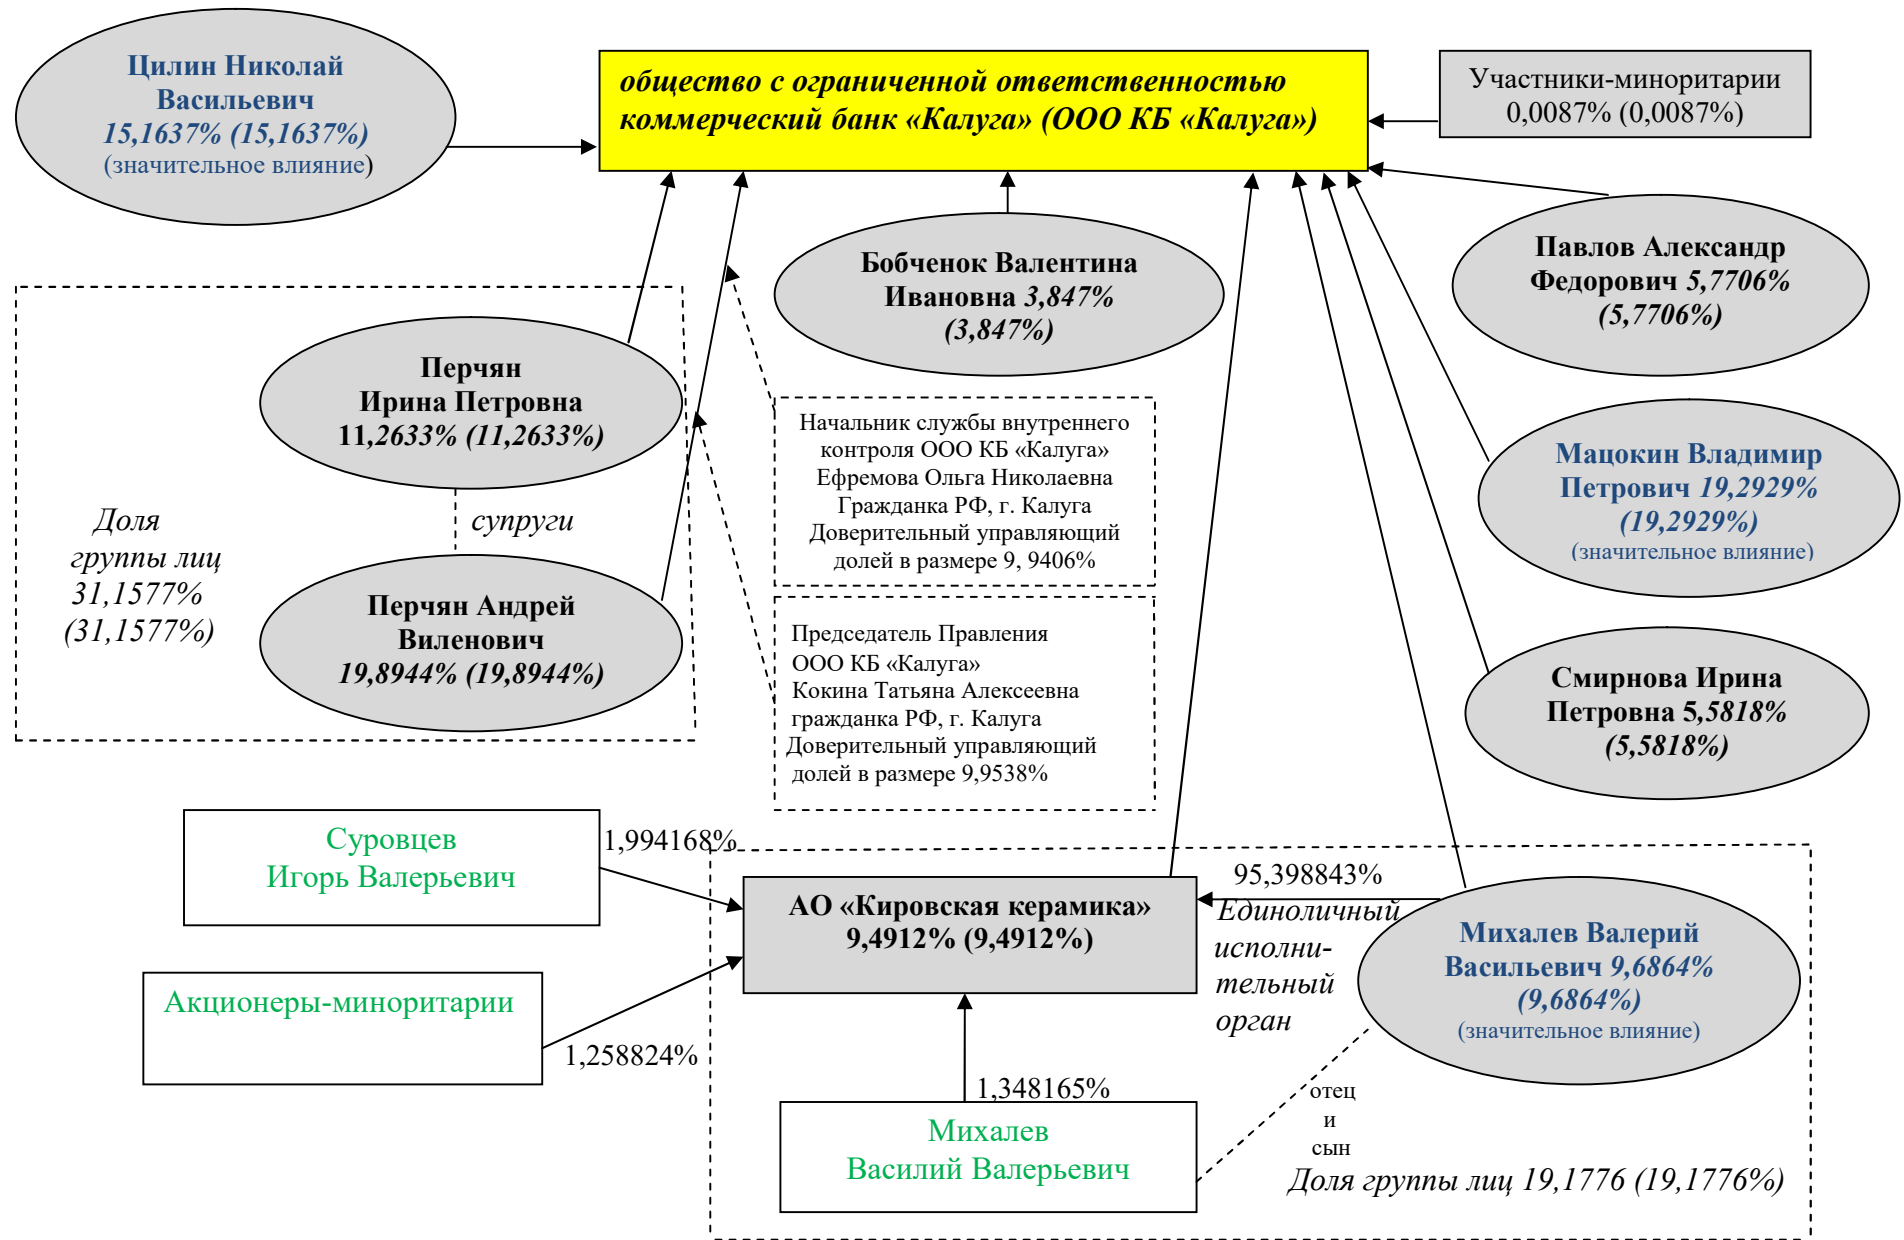 Цилин Николай
Васильевич
15,1637% (15,1637%)
(значительное влияние)
общество с ограниченной ответственностью
коммерческий банк «Калуга» (ООО КБ «Калуга»)
Участники-миноритарии
0,0087% (0,0087%)
Бобченок Валентина
Ивановна 3,847%
(3,847%)
Павлов Александр
Федорович 5,7706%
(5,7706%)
Перчян
Ирина Петровна
11,2633% (11,2633%)
супруги
Доля
группы лиц
31,1577%
(31,1577%)
Перчян Андрей
Виленович
19,8944% (19,8944%)
Начальник службы внутреннего
контроля ООО КБ «Калуга»
Ефремова Ольга Николаевна
Гражданка РФ, г. Калуга
Доверительный управляющий
долей в размере 9, 9406%
Мацокин Владимир
Петрович 19,2929%
(19,2929%)
(значительное влияние)
Председатель Правления
ООО КБ «Калуга»
Кокина Татьяна Алексеевна
гражданка РФ, г. Калуга
Доверительный управляющий
долей в размере 9,9538%
Смирнова Ирина
Петровна 5,5818%
(5,5818%)
Суровцев
Игорь Валерьевич
1,994168%
АО «Кировская керамика»
9,4912% (9,4912%)
95,398843%
Единоличный
исполни-
тельный
орган
Михалев Валерий
Васильевич 9,6864%
(9,6864%)
(значительное влияние)
Акционеры-миноритарии
1,258824%
1,348165%
Михалев
Василий Валерьевич
отец
и
сын
Доля группы лиц 19,1776 (19,1776%)